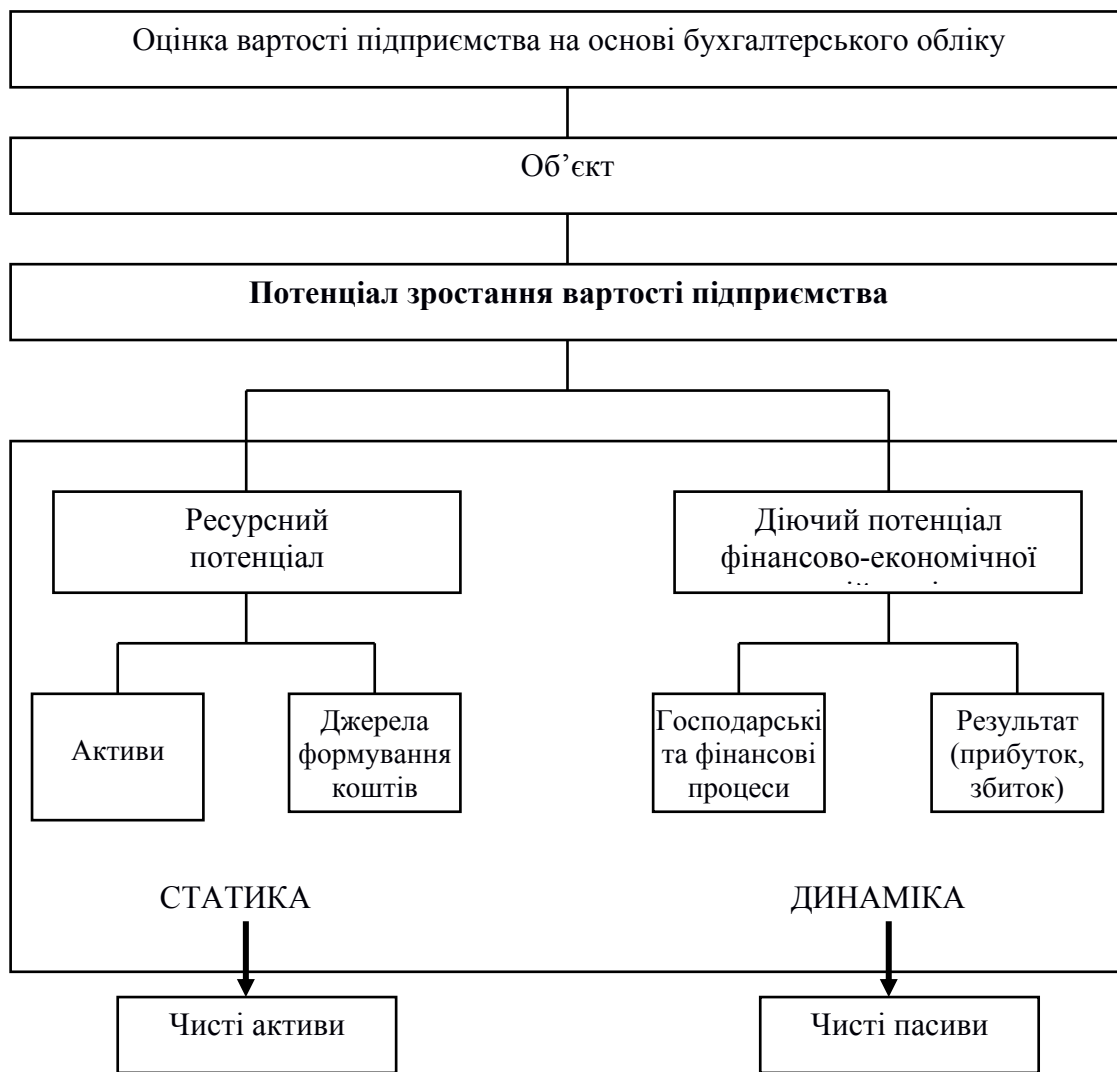 Оцінка вартості підприємства на основі бухгалтерського обліку
Об’єкт
Потенціал зростання вартості підприємства
Ресурсний
потенціал
Діючий потенціал
фінансово-економічної
Активи
Джерела
формування
коштів
Господарські
та фінансові
процеси
Результат
(прибуток,
збиток)
СТАТИКА
ДИНАМІКА
Чисті активи
Чисті пасиви